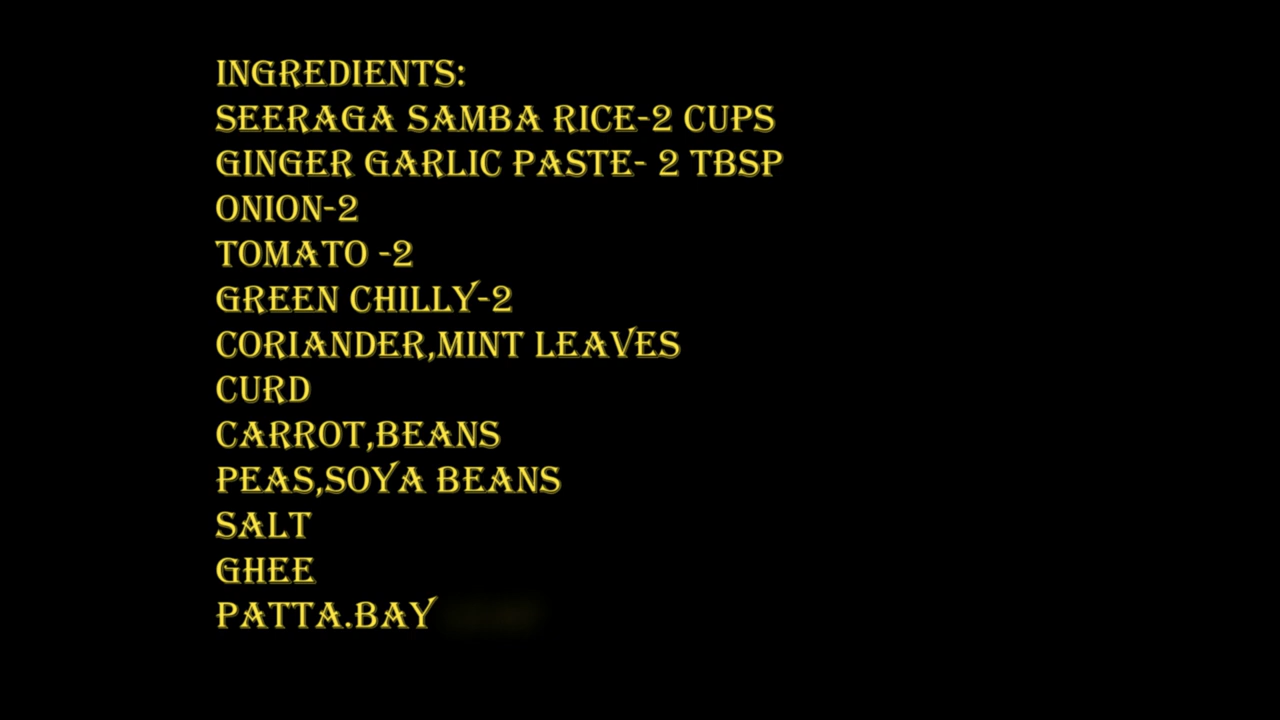 INGREDIENTS:
SEERAGA SAMBA RICE-2 CUPS
GINGER GARLIC PASTE- 2 TBSP
ONION-2
TOMATO -2
GREEN CHILLY-2
CORIANDER,MINT LEAVES
CURD
CARROT,BEANS
PEAS,SOYA BEANS
SALT
GHEE
PATTA.BAY